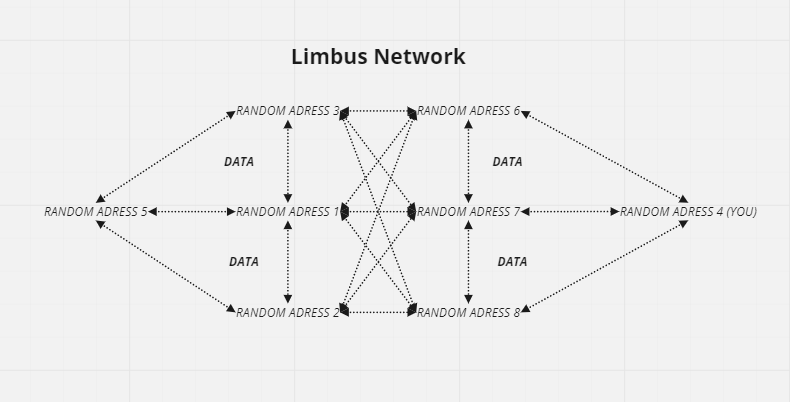 Limbus Network
RANDOM ADRESS 3
RANDOM ADRESS 6
DATA
DATA
RANDOM ADRESS 5
RANDOM ADRESS 1
RANDOM ADRESS 7
RANDOM ADRESS 4 (YOU)
DATA
DATA
RANDOM ADRESS 2
RANDOM ADRESS 8